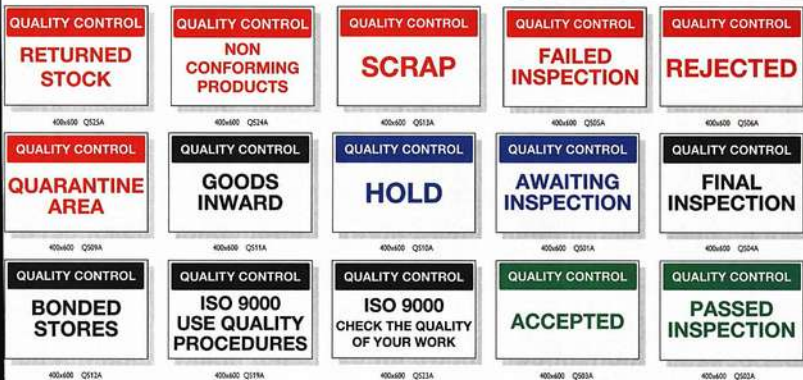 QUALITY CONTROL
RETURNED
STOCK
400x600 QS25A
QUALITY CONTROL
NON
CONFORMING
PRODUCTS
400x600 QS24A
QUALITY CONTROL
SCRAP
400x600 QS13A
QUALITY CONTROL
FAILED
INSPECTION
400x600 QS05A
QUALITY CONTROL
REJECTED
400x600 QS06A
QUALITY CONTROL
QUARANTINE
AREA
400x600 QS09A
QUALITY CONTROL
GOODS
INWARD
400x600 QS11A
QUALITY CONTROL
HOLD
400x600 QS10A
QUALITY CONTROL
AWAITING
INSPECTION
400x600 QS01A
QUALITY CONTROL
FINAL
INSPECTION
400x600 QS04A
QUALITY CONTROL
BONDED
STORES
400x600 QS12A
QUALITY CONTROL
ISO 9000
USE QUALITY
PROCEDURES
400x600 QS19A
QUALITY CONTROL
ISO 9000
CHECK THE QUALITY
OF YOUR WORK
400x600 QS23A
QUALITY CONTROL
ACCEPTED
400x600 QS03A
QUALITY CONTROL
PASSED
INSPECTION
400x600 QS02A